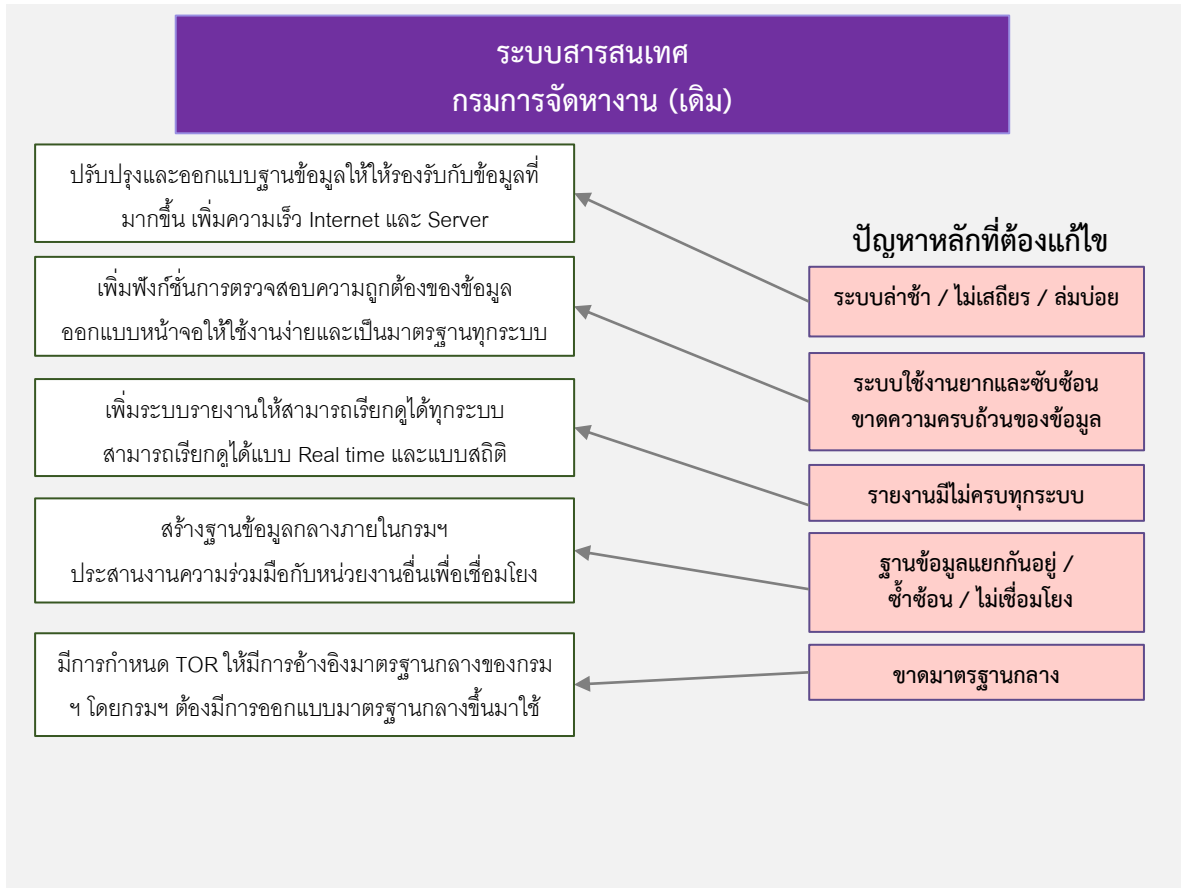 ระบบสารสนเทศ
กรมการจัดหางาน (เดิม)
ปรับปรุงและออกแบบฐานข้อมูลให้ให้รองรับกับข้อมูลที่
มากขึ้น เพิ่มความเร็ว Internet และ Server
เพิ่มฟังก์ชั่นการตรวจสอบความถูกต้องของข้อมูล
ออกแบบหน้าจอให้ใช้งานง่ายและเป็นมาตรฐานทุกระบบ
เพิ่มระบบรายงานให้สามารถเรียกดูได้ทุกระบบ
สามารถเรียกดูได้แบบ Real time และแบบสถิติ
สร้างฐานข้อมูลกลางภายในกรมฯ
ประสานงานความร่วมมือกับหน่วยงานอื่นเพื่อเชื่อมโยง
มีการกำหนด TOR ให้มีการอ้างอิงมาตรฐานกลางของกรม
ฯ โดยกรมฯ ต้องมีการออกแบบมาตรฐานกลางขึ้นมาใช้
ปัญหาหลักที่ต้องแก้ไข
ระบบล่าช้า / ไม่เสถียร / ล่มบ่อย
ระบบใช้งานยากและซับซ้อน
ขาดความครบถ้วนของข้อมูล
รายงานมีไม่ครบทุกระบบ
ฐานข้อมูลแยกกันอยู่ /
ซ้ำซ้อน / ไม่เชื่อมโยง
ขาดมาตรฐานกลาง